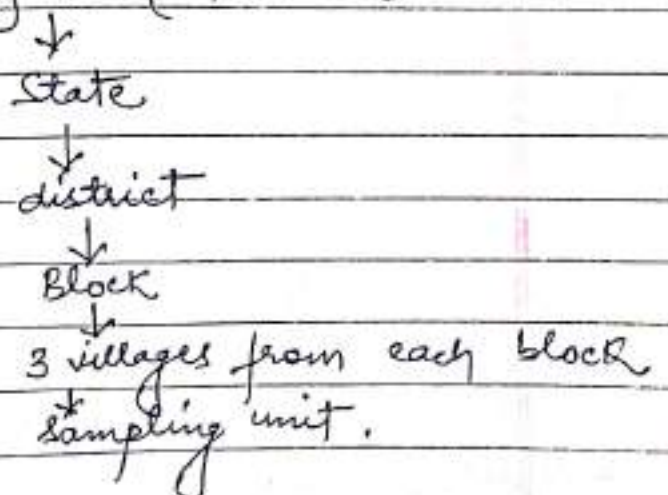 ↓
State
↓
district
↓
Block
↓
3 villages from each block
↓
sampling unit.